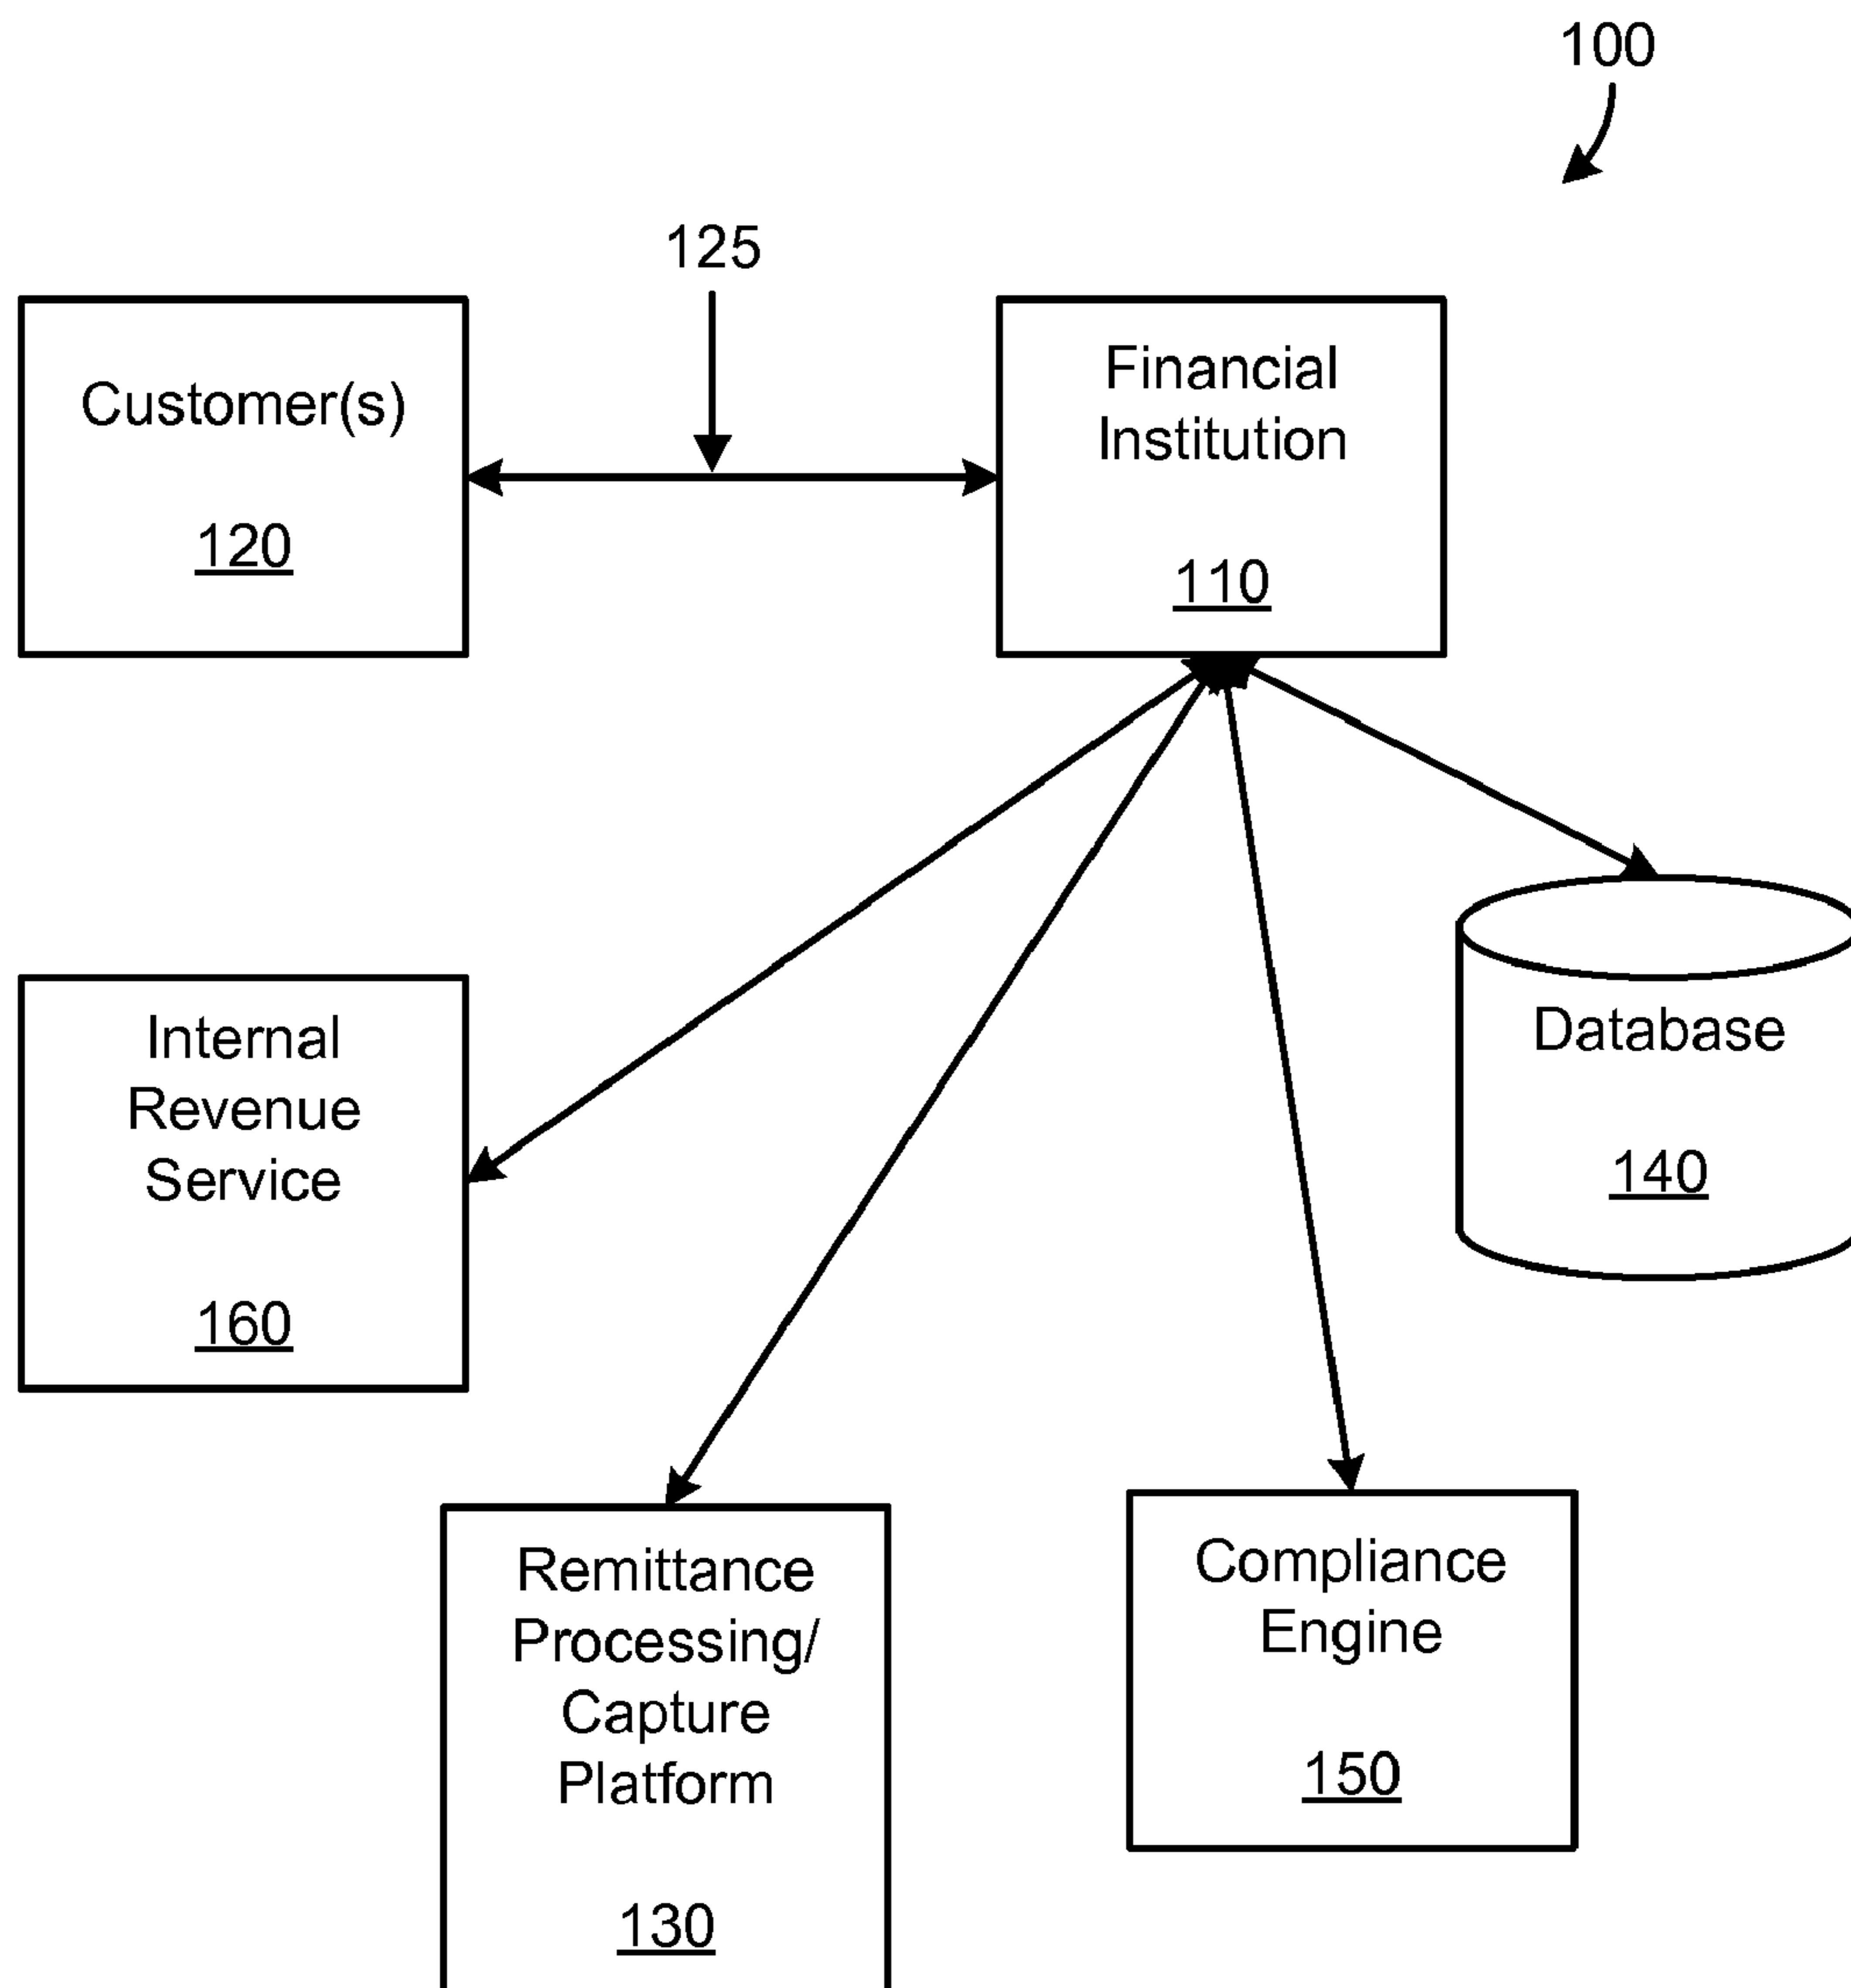 100
125
Customer(s)
120
Financial
Institution
110
Internal
Revenue
Service
160
Database
140
Remittance
Processing/
Capture
Platform
130
Compliance
Engine
150